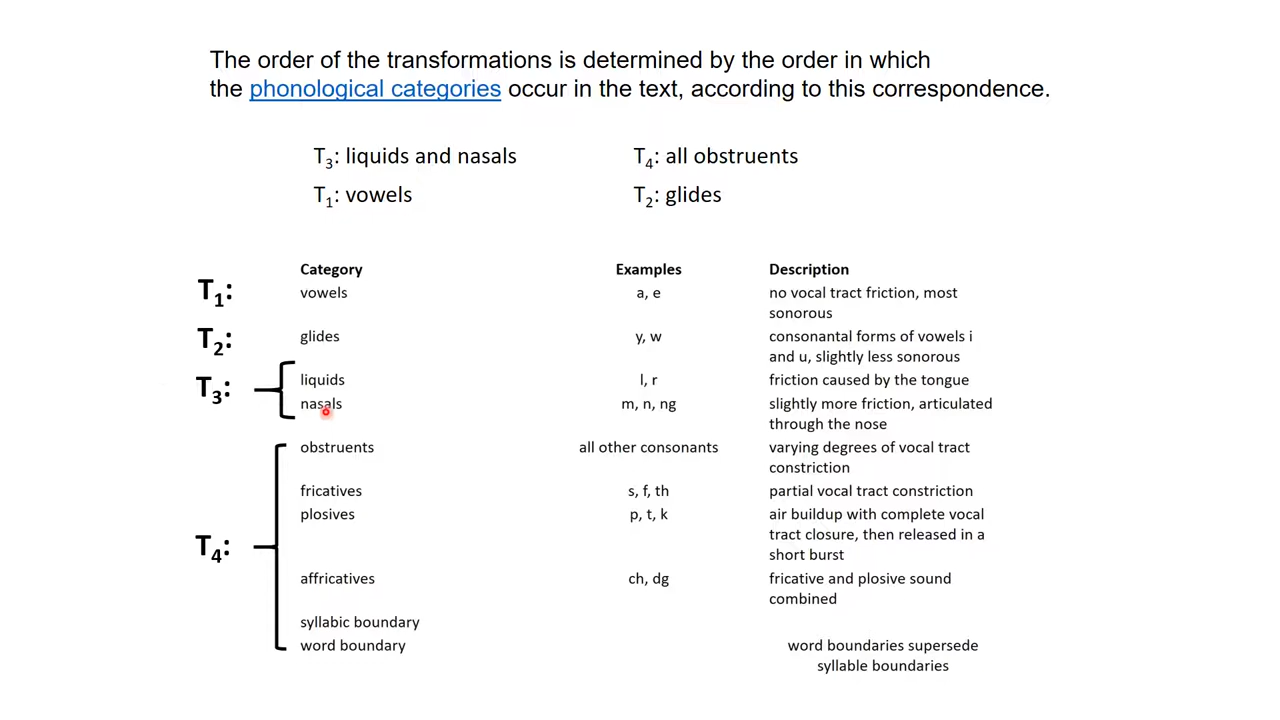 The order of the transformations is determined by the order in which
the phonological categories occur in the text, according to this correspondence.
T3: liquids and nasals
T4: all obstruents
T1: vowels
T2: glides
Category Examples Description
T1: vowels a, e no vocal tract friction, most
sonorous
T2: glides y, w consonantal forms of vowels i
and u, slightly less sonorous
T3: liquids l, r friction caused by the tongue
nasals m, n, ng slightly more friction, articulated
through the nose
obstruents all other consonants varying degrees of vocal tract
constriction
fricatives s, f, th partial vocal tract constriction
plosives p, t, k air buildup with complete vocal
tract closure, then released in a
T4: short burst
affricatives ch, dg fricative and plosive sound
combined
syllabic boundary
word boundary word boundaries supersede
syllable boundaries